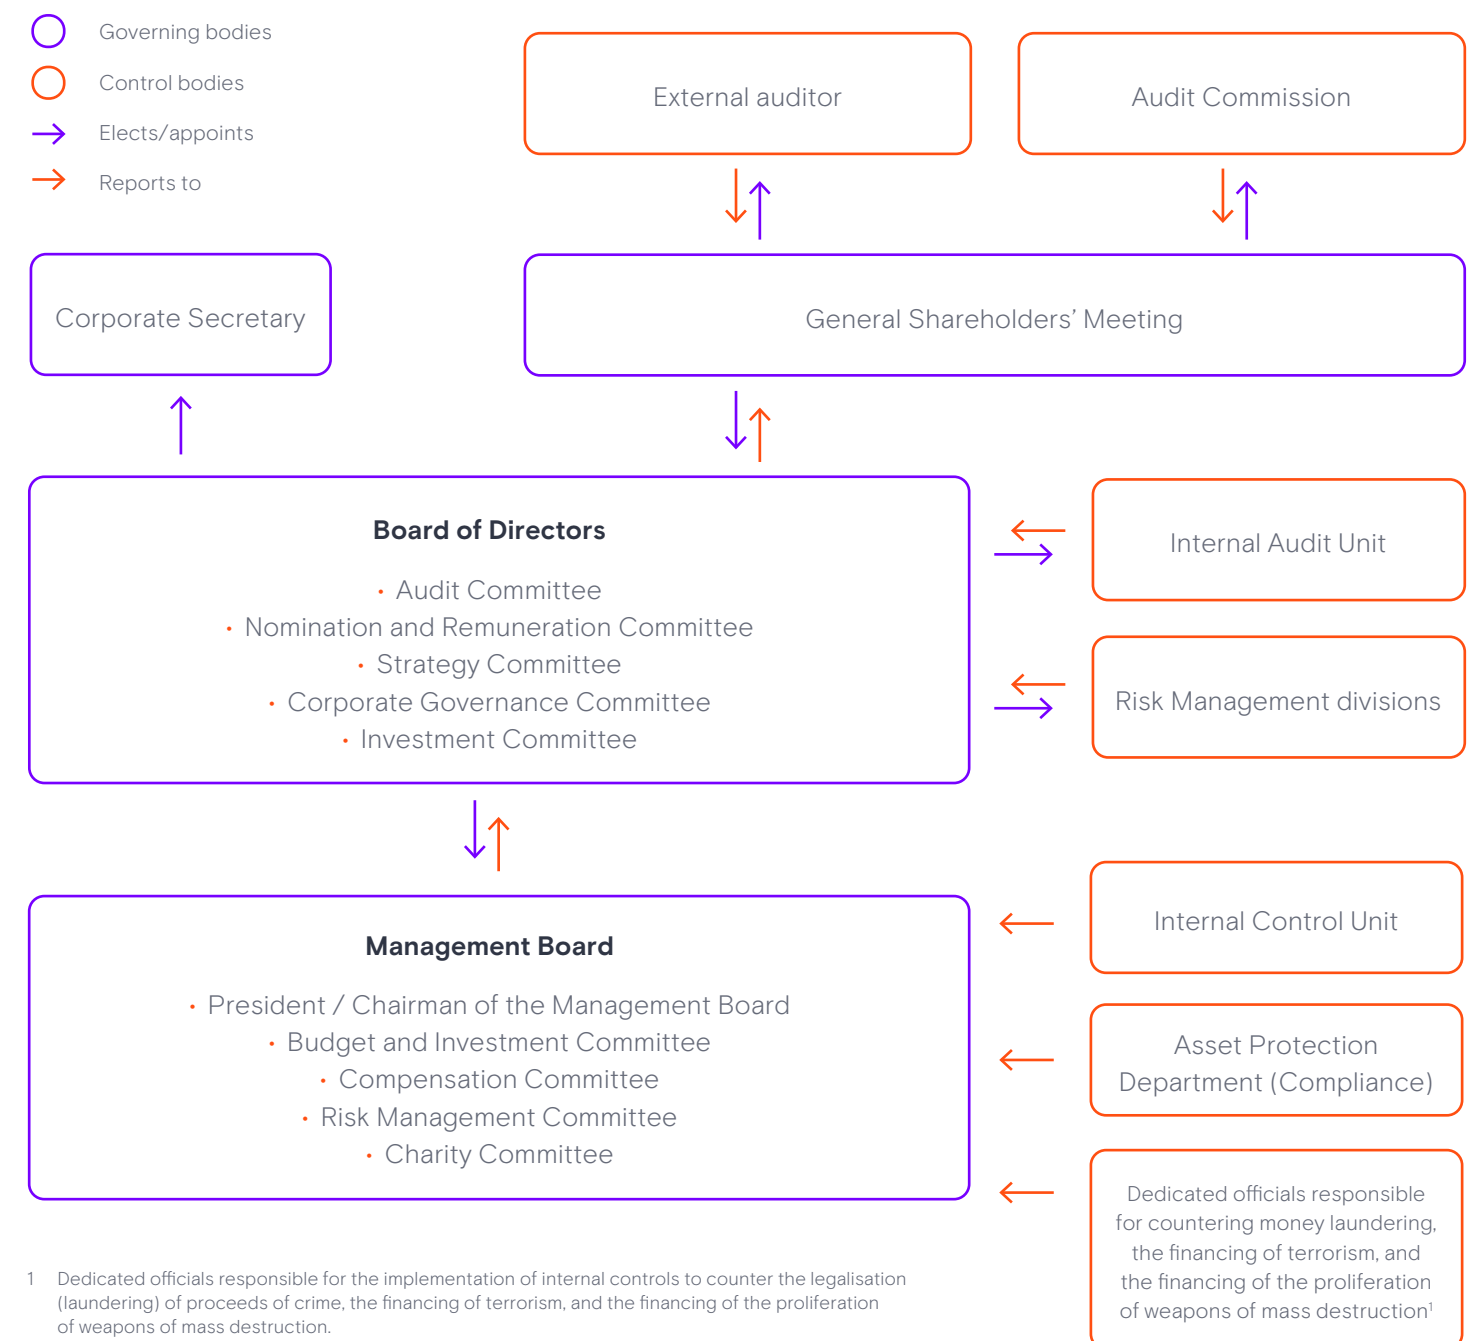 Governing bodies
Control bodies
Elects/appoints
Reports to
External auditor
Audit Commission
Corporate Secretary
General Shareholders’ Meeting
Board of Directors
• Audit Committee
• Nomination and Remuneration Committee
• Strategy Committee
• Corporate Governance Committee
• Investment Committee
Internal Audit Unit
Risk Management divisions
Management Board
• President / Chairman of the Management Board
• Budget and Investment Committee
• Compensation Committee
• Risk Management Committee
• Charity Committee
Internal Control Unit
Asset Protection
Department (Compliance)
Dedicated officials responsible
for countering money laundering,
the financing of terrorism, and
the financing of the proliferation
of weapons of mass destruction¹
1 Dedicated officials responsible for the implementation of internal controls to counter the legalisation
(laundering) of proceeds of crime, the financing of terrorism, and the financing of the proliferation
of weapons of mass destruction.